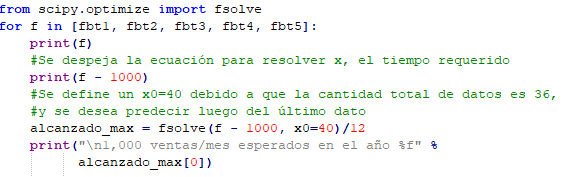 from scipy.optimize import fsolve
for f in [fbt1, fbt2, fbt3, fbt4, fbt5]:
    print(f)
    #Se despeja la ecuación para resolver x, el tiempo requerido
    print(f - 1000)
    #Se define un x0=40 debido a que la cantidad total de datos es 36,
    #y se desea predecir luego del último dato
    alcanzado_max = fsolve(f - 1000, x0=40)/12
    print("\n1,000 ventas/mes esperados en el año %f" %
          alcanzado_max[0])